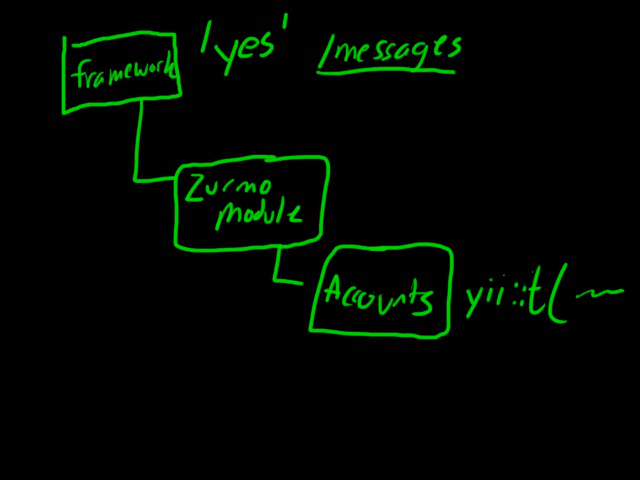 'yes' /messages
framework
Zurmo
module
Accounts yii::t( ~